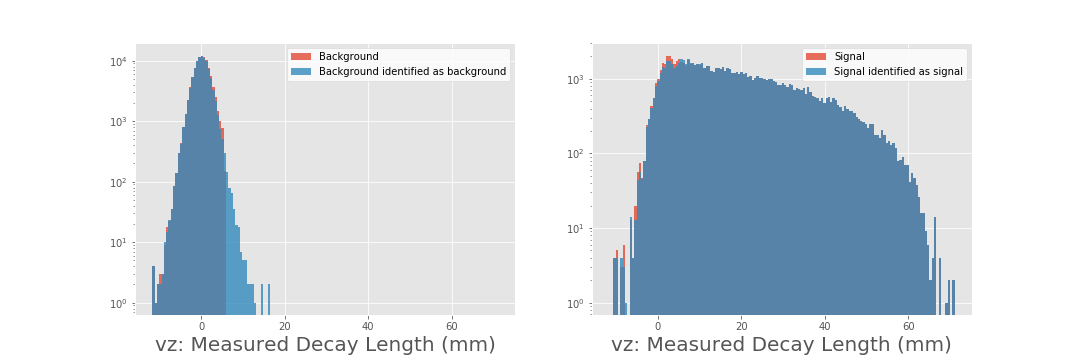 Background
Background identified as background
10⁴
10³
10²
10¹
10⁰
0
20
40
60
vz: Measured Decay Length (mm)
Signal
Signal identified as signal
10³
10²
10¹
10⁰
0
20
40
60
vz: Measured Decay Length (mm)